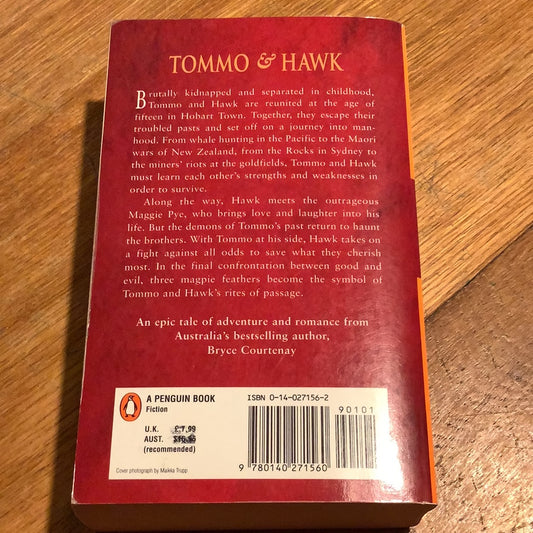 TOMMO & HAWK
Brutally kidnapped and separated in childhood,
Tommo and Hawk are reunited at the age of
fifteen in Hobart Town. Together, they escape their
troubled pasts and set off on a journey into man-
hood. From whale hunting in the Pacific to the Maori
wars of New Zealand, from the Rocks in Sydney to
the miners' riots at the goldfields, Tommo and Hawk
must learn each other's strengths and weaknesses in
order to survive.
Along the way, Hawk meets the outrageous
Maggie Pye, who brings love and laughter into his
life. But the demons of Tommo's past return to haunt
the brothers. With Tommo at his side, Hawk takes on
a fight against all odds to save what they cherish
most. In the final confrontation between good and
evil, three magpie feathers become the symbol of
Tommo and Hawk's rites of passage.
An epic tale of adventure and romance from
Australia's bestselling author,
Bryce Courtenay
A PENGUIN BOOK
Fiction
U.K. £7.99
AUST.
(recommended)
Cover photograph by Maikka Trupp
ISBN 0-14-027156-2
90101
9 780140 271560